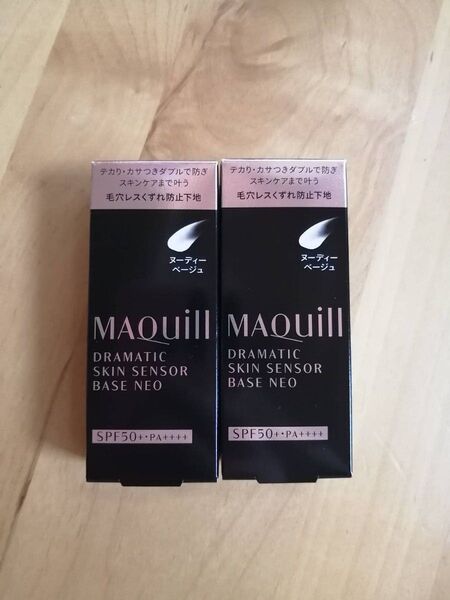 テカリ・カサつきダブルで防ぎ
スキンケアまで叶う
毛穴レスくずれ防止下地
ヌーディー
ベージュ
MAQuill
DRAMATIC
SKIN SENSOR
BASE NEO
SPF50+・PA++++
テカリ・カサつきダブルで防ぎ
スキンケアまで叶う
毛穴レスくずれ防止下地
ヌーディー
ベージュ
MAQuill
DRAMATIC
SKIN SENSOR
BASE NEO
SPF50+・PA++++